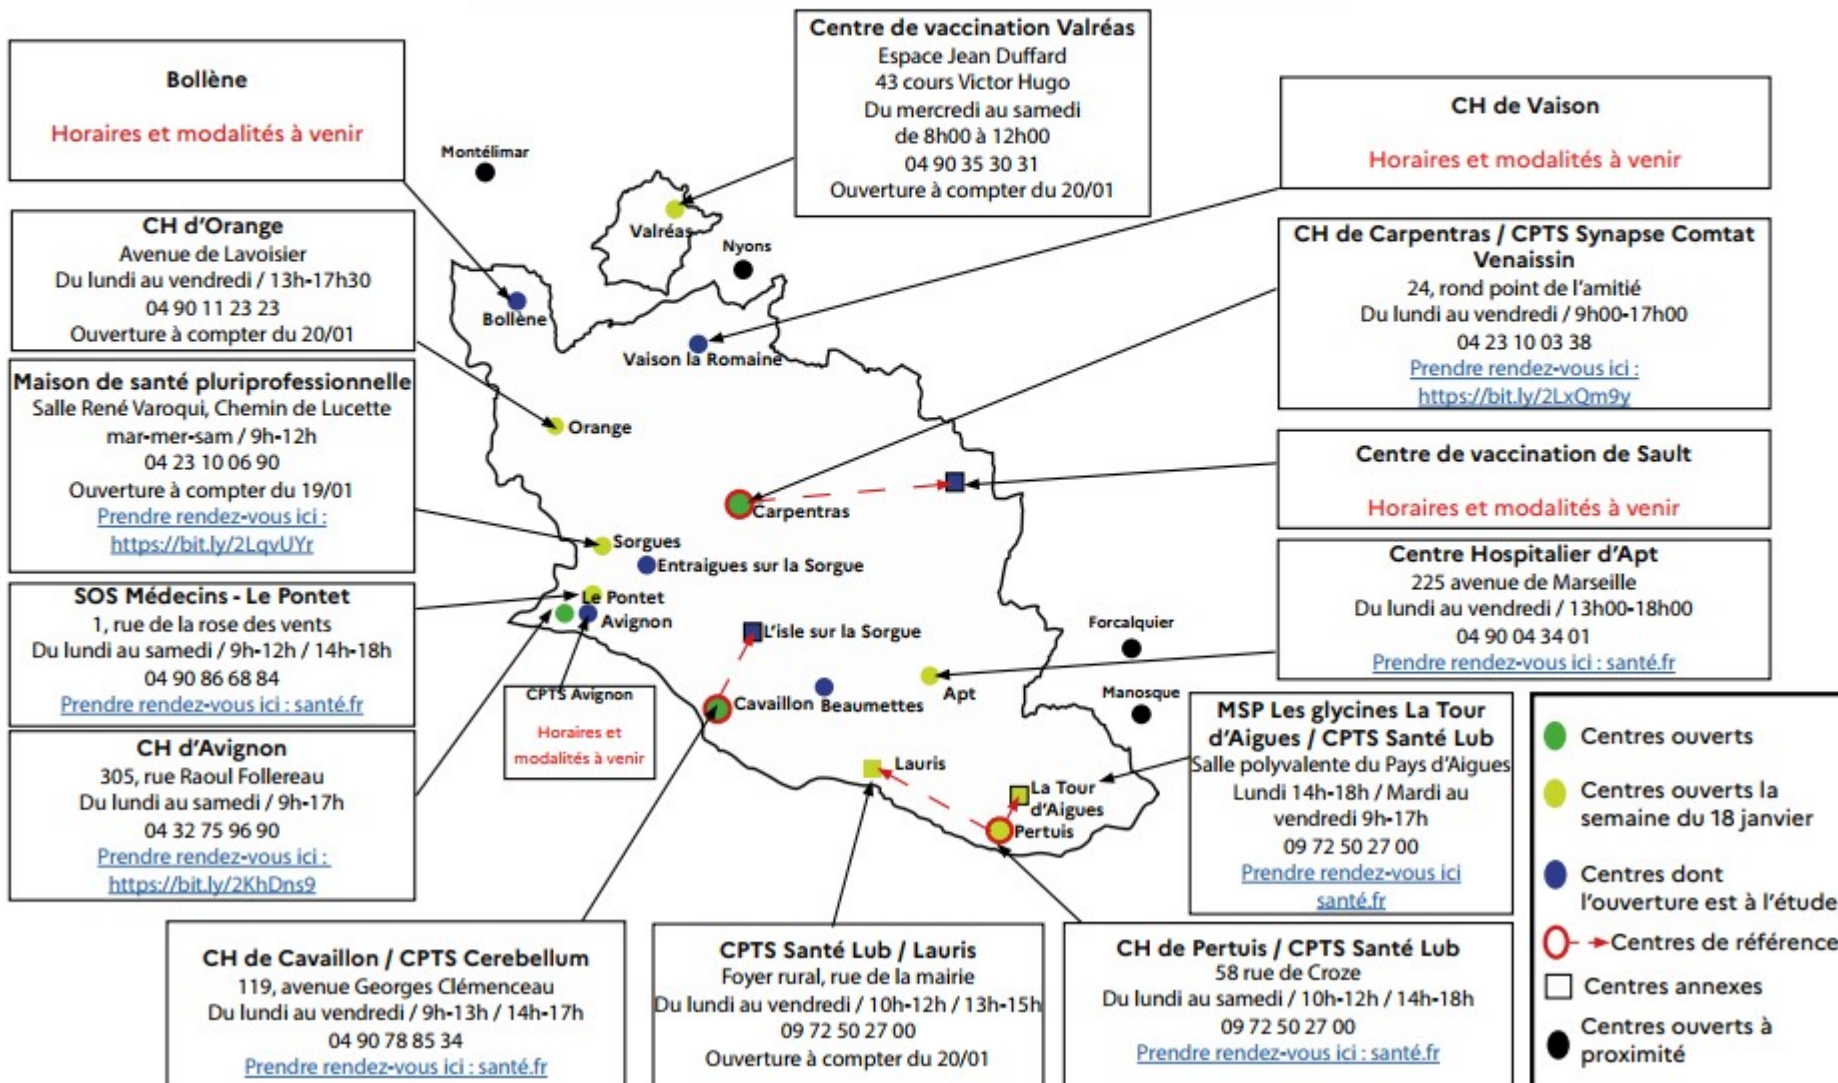 Bollène
Horaires et modalités à venir
CH d'Orange
Avenue de Lavoisier
Du lundi au vendredi / 13h-17h30
04 90 11 23 23
Ouverture à compter du 20/01
Maison de santé pluriprofessionnelle
Salle René Varoqui, Chemin de Lucette
mar-mer-sam / 9h-12h
04 23 10 06 90
Ouverture à compter du 19/01
Prendre rendez-vous ici :
https://bit.ly/2LqvUYr
SOS Médecins - Le Pontet
1, rue de la rose des vents
Du lundi au samedi / 9h-12h / 14h-18h
04 90 86 68 84
Prendre rendez-vous ici : santé.fr
CH d'Avignon
305, rue Raoul Follereau
Du lundi au samedi / 9h-17h
04 32 75 96 90
Prendre rendez-vous ici :
https://bit.ly/2KhDns9
Centre de vaccination Valréas
Espace Jean Duffard
43 cours Victor Hugo
Du mercredi au samedi
de 8h00 à 12h00
04 90 35 30 31
Ouverture à compter du 20/01
Montélimar
Valréas
Nyons
Bollène
Vaison la Romaine
Orange
Carpentras
Sorgues
Entraigues sur la Sorgue
Le Pontet
Avignon
L'isle sur la Sorgue
Forcalquier
CPTS Avignon
Horaires et
modalités à venir
Cavaillon
Beaumettes
Apt
Manosque
Lauris
La Tour
d'Aigues
Pertuis
CH de Vaison
Horaires et modalités à venir
CH de Carpentras / CPTS Synapse Comtat
Venaissin
24, rond point de l'amitié
Du lundi au vendredi / 9h00-17h00
04 23 10 03 38
Prendre rendez-vous ici :
https://bit.ly/2LxQm9y
Centre de vaccination de Sault
Horaires et modalités à venir
Centre Hospitalier d'Apt
225 avenue de Marseille
Du lundi au vendredi / 13h00-18h00
04 90 04 34 01
Prendre rendez-vous ici : santé.fr
MSP Les glycines La Tour
d'Aigues / CPTS Santé Lub
Salle polyvalente du Pays d'Aigues
Lundi 14h-18h / Mardi au
vendredi 9h-17h
09 72 50 27 00
Prendre rendez-vous ici
santé.fr
CH de Cavaillon / CPTS Cerebellum
119, avenue Georges Clémenceau
Du lundi au vendredi / 9h-13h / 14h-17h
04 90 78 85 34
Prendre rendez-vous ici : santé.fr
CPTS Santé Lub / Lauris
Foyer rural, rue de la mairie
Du lundi au vendredi / 10h-12h / 13h-15h
09 72 50 27 00
Ouverture à compter du 20/01
CH de Pertuis / CPTS Santé Lub
58 rue de Croze
Du lundi au samedi / 10h-12h / 14h-18h
09 72 50 27 00
Prendre rendez-vous ici : santé.fr
Centres ouverts
Centres ouverts la
semaine du 18 janvier
Centres dont
l'ouverture est à l'étude
Centres de référence
Centres annexes
Centres ouverts à
proximité